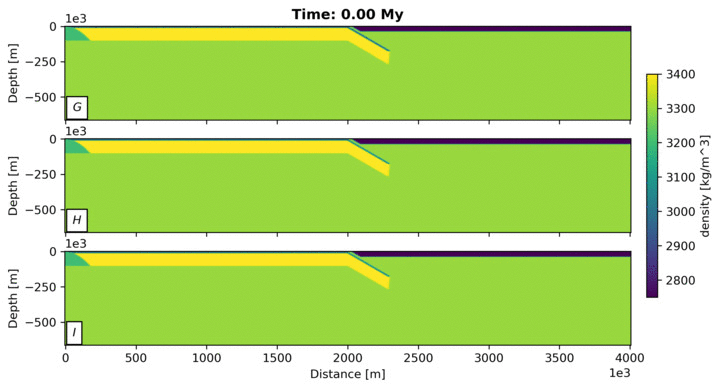 Time: 0.00 My
1e3
0
−250
−500
Depth [m]
G
1e3
0
−250
−500
Depth [m]
H
1e3
0
−250
−500
Depth [m]
I
0 500 1000 1500 2000 2500 3000 3500 4000
1e3
Distance [m]
3400
3300
3200
3100
3000
2900
2800
density [kg/m^3]